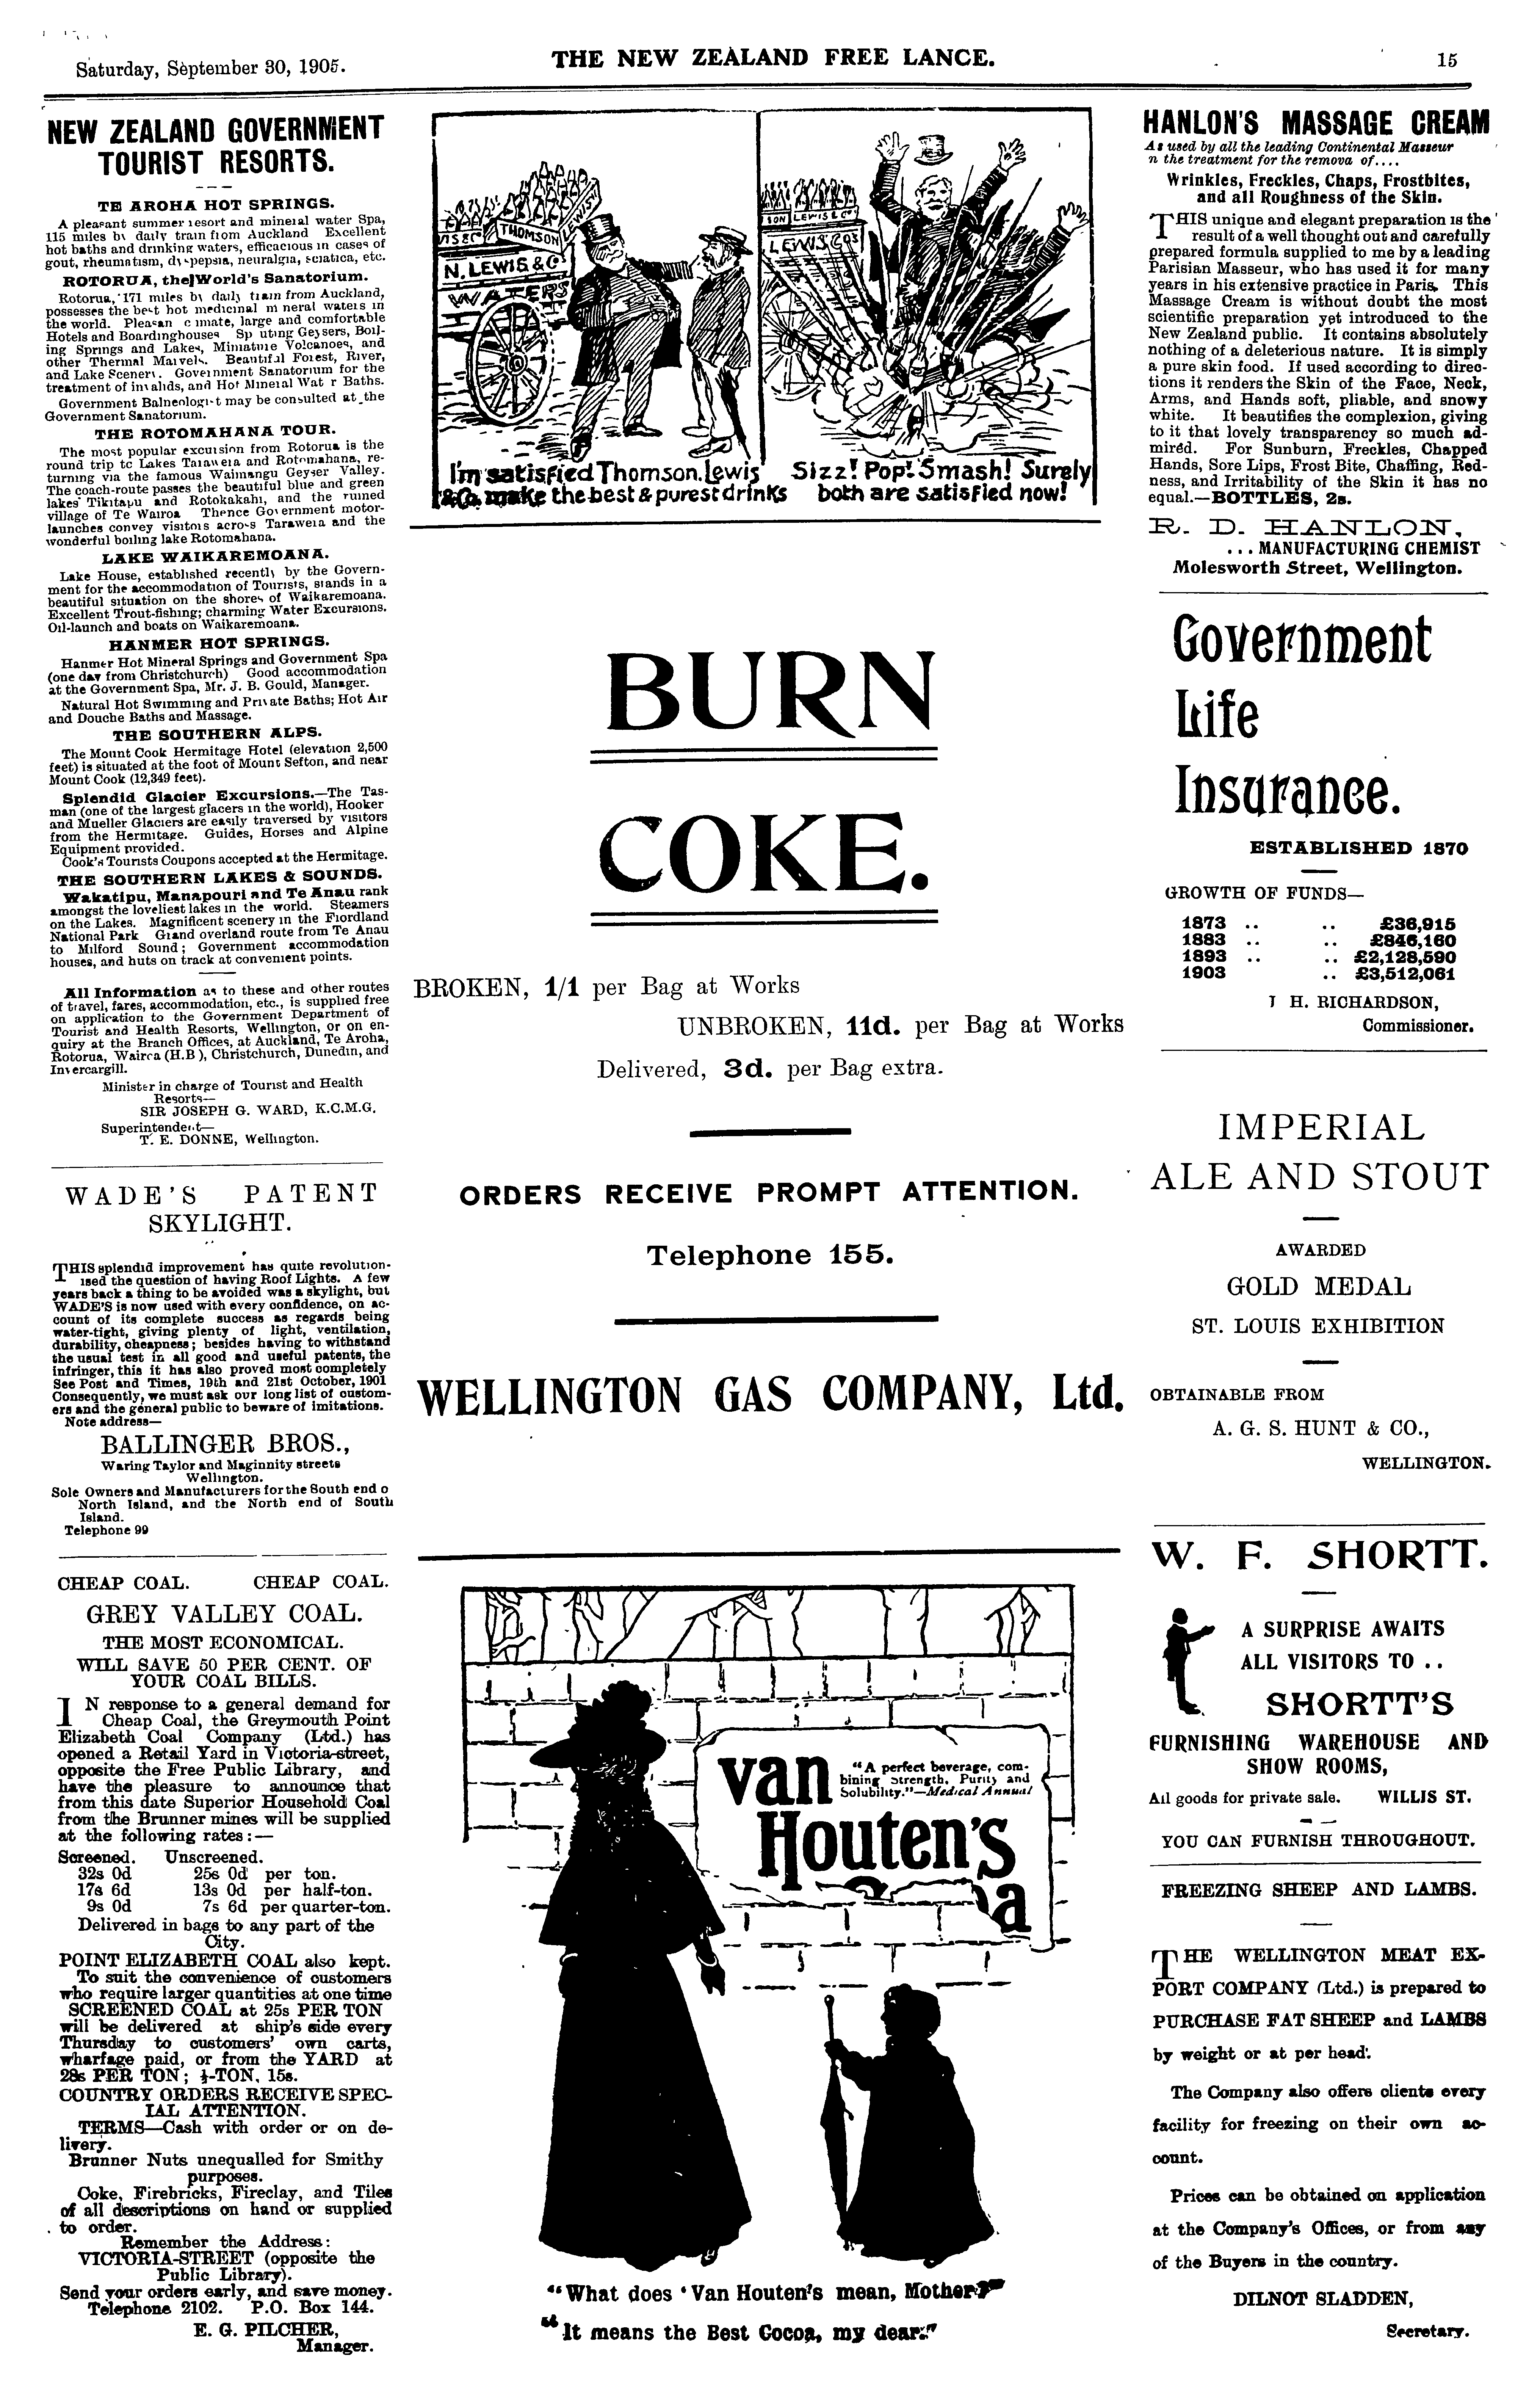 Saturday, September 30, 1905.
THE NEW ZEALAND FREE LANCE.
15
NEW ZEALAND GOVERNMENT
TOURIST RESORTS.
TE AROHA HOT SPRINGS.
A pleasant summer resort and mineral water Spa,
115 miles by daily train from Auckland Excellent
hot baths and drinking waters, efficacious in cases of
gout, rheumatism, dyspepsia, neuralgia, sciatica, etc.
ROTORUA, the World's Sanatorium.
Rotorua, 171 miles by daily train from Auckland,
possesses the best hot medicinal mineral waters in
the world. Pleasant climate, large and comfortable
Hotels and Boardinghouses Spouting Geysers, Boil-
ing Springs and Lakes, Miniature Volcanoes, and
other Thermal Marvels. Beautiful Forest, River,
and Lake Scenery. Government Sanatorium for the
treatment of invalids, and Hot Mineral Water Baths.
Government Balneologist may be consulted at the
Government Sanatorium.
THE ROTOMAHANA TOUR.
The most popular excursion from Rotorua is the
round trip to Lakes Tarawera and Rotomahana, re-
turning via the famous Waimangu Geyser Valley.
The coach-route passes the beautiful blue and green
lakes Tikitapu and Rotokakahi, and the ruined
village of Te Wairoa Thence Government motor-
launches convey visitors across Tarawera and the
wonderful boiling lake Rotomahana.
LAKE WAIKAREMOANA.
Lake House, established recently by the Govern-
ment for the accommodation of Tourists, stands in a
beautiful situation on the shores of Waikaremoana.
Excellent Trout-fishing; charming Water Excursions.
Oil-launch and boats on Waikaremoana.
HANMER HOT SPRINGS.
Hanmer Hot Mineral Springs and Government Spa
(one day from Christchurch) Good accommodation
at the Government Spa, Mr. J. B. Gould, Manager.
Natural Hot Swimming and Private Baths; Hot Air
and Douche Baths and Massage.
THE SOUTHERN ALPS.
The Mount Cook Hermitage Hotel (elevation 2,500
feet) is situated at the foot of Mount Sefton, and near
Mount Cook (12,349 feet).
Splendid Glacier Excursions.—The Tas-
man (one of the largest glacers in the world), Hooker
and Mueller Glaciers are easily traversed by visitors
from the Hermitage. Guides, Horses and Alpine
Equipment provided.
Cook's Tourists Coupons accepted at the Hermitage.
THE SOUTHERN LAKES & SOUNDS.
Wakatipu, Manapouri and Te Anau rank
amongst the loveliest lakes in the world. Steamers
on the Lakes. Magnificent scenery in the Fiordland
National Park Grand overland route from Te Anau
to Milford Sound; Government accommodation
houses, and huts on track at convenient points.
All Information as to these and other routes
of travel, fares, accommodation, etc., is supplied free
on application to the Government Department of
Tourist and Health Resorts, Wellington, or on en-
quiry at the Branch Offices, at Auckland, Te Aroha,
Rotorua, Wairoa (H.B ), Christchurch, Dunedin, and
Invercargill.
Minister in charge of Tourist and Health
Resorts—
SIR JOSEPH G. WARD, K.C.M.G.
Superintendent—
T. E. DONNE, Wellington.
WADE'S PATENT
SKYLIGHT.
THIS splendid improvement has quite revolution-
ised the question of having Roof Lights. A few
years back a thing to be avoided was a skylight, but
WADE'S is now used with every confidence, on ac-
count of its complete success as regards being
water-tight, giving plenty of light, ventilation,
durability, cheapness; besides having to withstand
the usual test in all good and useful patents, the
infringer, this it has also proved most completely
See Post and Times, 19th and 21st October, 1901
Consequently, we must ask our long list of custom-
ers and the general public to beware of imitations.
Note address—
BALLINGER BROS.,
Waring Taylor and Maginnity streets
Wellington.
Sole Owners and Manufacturers for the South end o
North Island, and the North end of South
Island.
Telephone 99
CHEAP COAL. CHEAP COAL.
GREY VALLEY COAL.
THE MOST ECONOMICAL.
WILL SAVE 50 PER CENT. OF
YOUR COAL BILLS.
IN response to a general demand for
Cheap Coal, the Greymouth Point
Elizabeth Coal Company (Ltd.) has
opened a Retail Yard in Victoria-street,
opposite the Free Public Library, and
have the pleasure to announce that
from this date Superior Household Coal
from the Brunner mines will be supplied
at the following rates:—
Screened. Unscreened.
32s 0d 25s 0d per ton.
17s 6d 13s 0d per half-ton.
9s 0d 7s 6d per quarter-ton.
Delivered in bags to any part of the
City.
POINT ELIZABETH COAL also kept.
To suit the convenience of customers
who require larger quantities at one time
SCREENED COAL at 25s PER TON
will be delivered at ship's side every
Thursday to customers' own carts,
wharfage paid, or from the YARD at
28s PER TON; ½-TON, 15s.
COUNTRY ORDERS RECEIVE SPEC-
IAL ATTENTION.
TERMS—Cash with order or on de-
livery.
Brunner Nuts unequalled for Smithy
purposes.
Coke, Firebricks, Fireclay, and Tiles
of all descriptions on hand or supplied
to order.
Remember the Address:
VICTORIA-STREET (opposite the
Public Library).
Send your orders early, and save money.
Telephone 2102. P.O. Box 144.
E. G. PILCHER,
Manager.
THOMSON
LEWIS
N. LEWIS & Co
WATERS
SON LEWIS & Co
LEWIS & Co's
I'm satisfied Thomson. Lewis
& Co. make the best & purest drinks
Sizz! Pop! Smash! Surely
both are satisfied now!
BURN
COKE.
BROKEN, 1/1 per Bag at Works
UNBROKEN, 11d. per Bag at Works
Delivered, 3d. per Bag extra.
ORDERS RECEIVE PROMPT ATTENTION.
Telephone 155.
WELLINGTON GAS COMPANY, Ltd.
van
Houten's
a
"A perfect beverage, com-
bining Strength, Purity and
Solubility."—Medical Annual
"What does 'Van Houten's mean, Mother?"
"It means the Best Cocoa, my dear."
HANLON'S MASSAGE CREAM
As used by all the leading Continental Masseur
n the treatment for the remova of....
Wrinkles, Freckles, Chaps, Frostbites,
and all Roughness of the Skin.
THIS unique and elegant preparation is the
result of a well thought out and carefully
prepared formula supplied to me by a leading
Parisian Masseur, who has used it for many
years in his extensive practice in Paris. This
Massage Cream is without doubt the most
scientific preparation yet introduced to the
New Zealand public. It contains absolutely
nothing of a deleterious nature. It is simply
a pure skin food. If used according to direc-
tions it renders the Skin of the Face, Neck,
Arms, and Hands soft, pliable, and snowy
white. It beautifies the complexion, giving
to it that lovely transparency so much ad-
mired. For Sunburn, Freckles, Chapped
Hands, Sore Lips, Frost Bite, Chaffing, Red-
ness, and Irritability of the Skin it has no
equal.—BOTTLES, 2s.
R. D. HANLON,
... MANUFACTURING CHEMIST
Molesworth Street, Wellington.
Government
Life
Insurance.
ESTABLISHED 1870
GROWTH OF FUNDS—
1873 .. .. £36,915
1883 .. .. £846,160
1893 .. .. £2,128,590
1903 .. £3,512,061
J H. RICHARDSON,
Commissioner.
IMPERIAL
ALE AND STOUT
AWARDED
GOLD MEDAL
ST. LOUIS EXHIBITION
OBTAINABLE FROM
A. G. S. HUNT & CO.,
WELLINGTON.
W. F. SHORTT.
A SURPRISE AWAITS
ALL VISITORS TO ..
SHORTT'S
FURNISHING WAREHOUSE AND
SHOW ROOMS,
All goods for private sale. WILLIS ST.
YOU CAN FURNISH THROUGHOUT.
FREEZING SHEEP AND LAMBS.
THE WELLINGTON MEAT EX-
PORT COMPANY (Ltd.) is prepared to
PURCHASE FAT SHEEP and LAMBS
by weight or at per head.
The Company also offers clients every
facility for freezing on their own ac-
count.
Prices can be obtained on application
at the Company's Offices, or from any
of the Buyers in the country.
DILNOT SLADDEN,
Secretary.